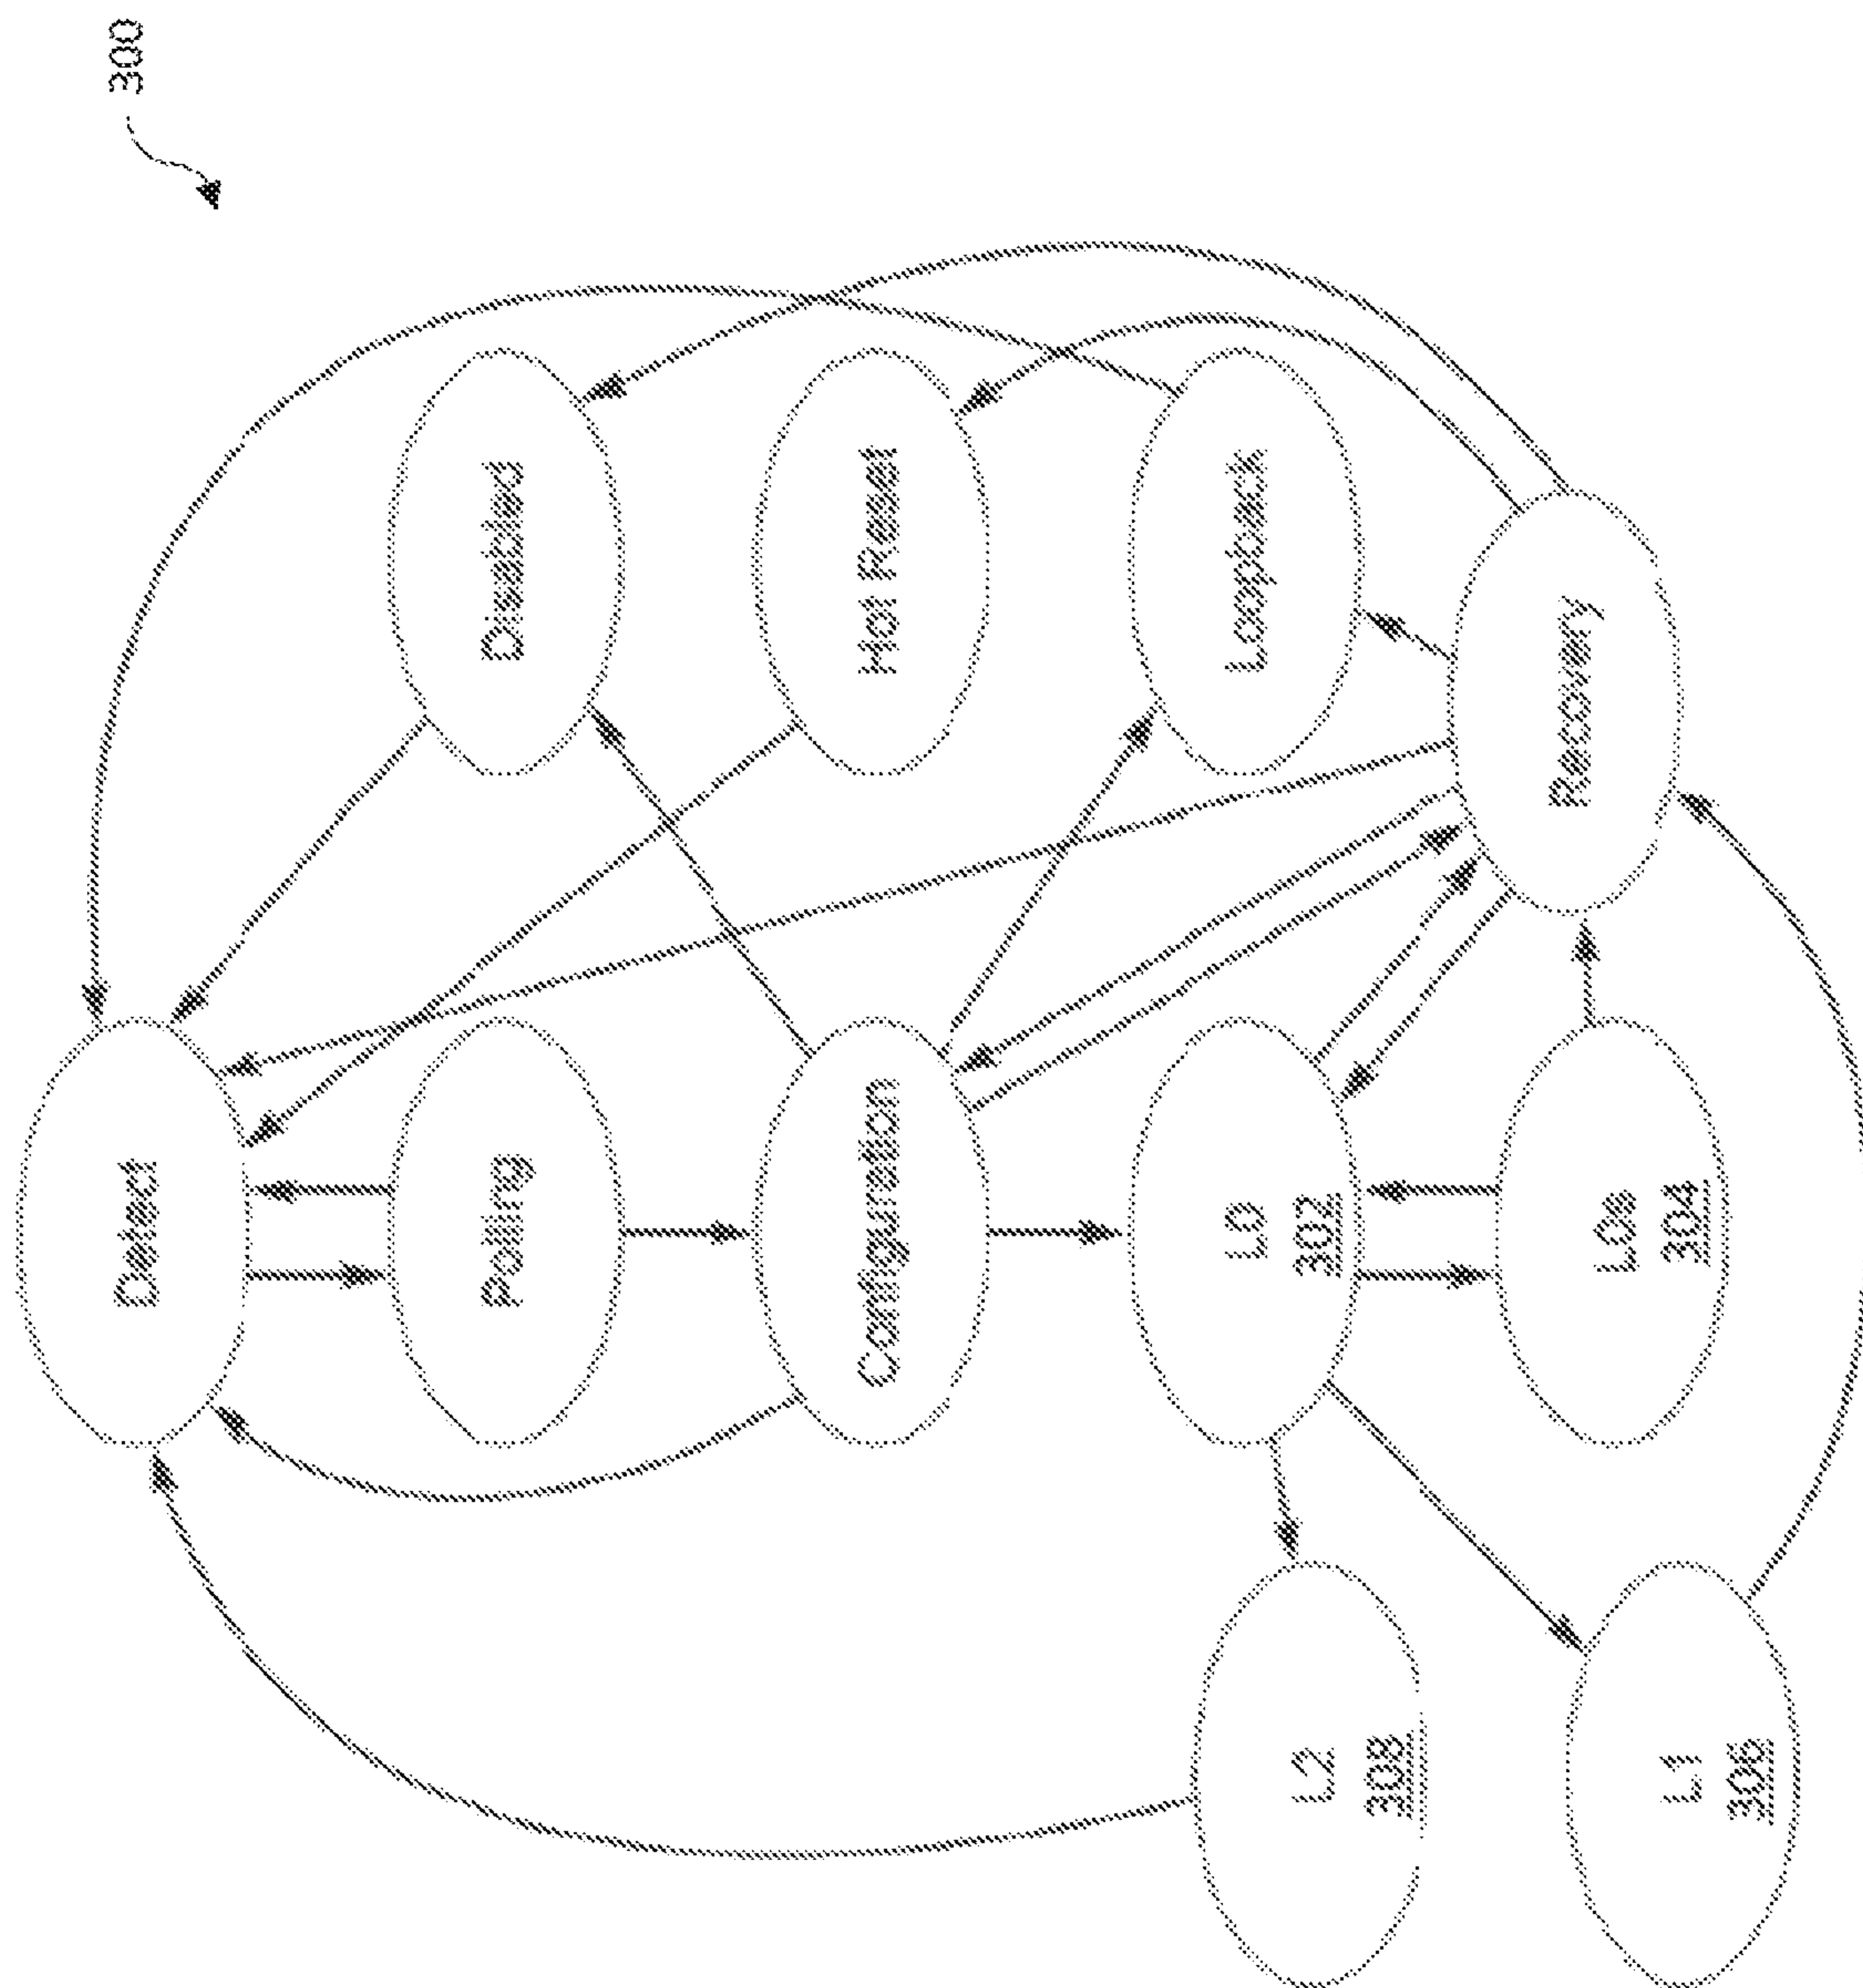 300
Detect
Disabled
Polling
Hot Reset
Configuration
Loopback
L0
302
Recovery
L0s
304
L2
308
L1
306